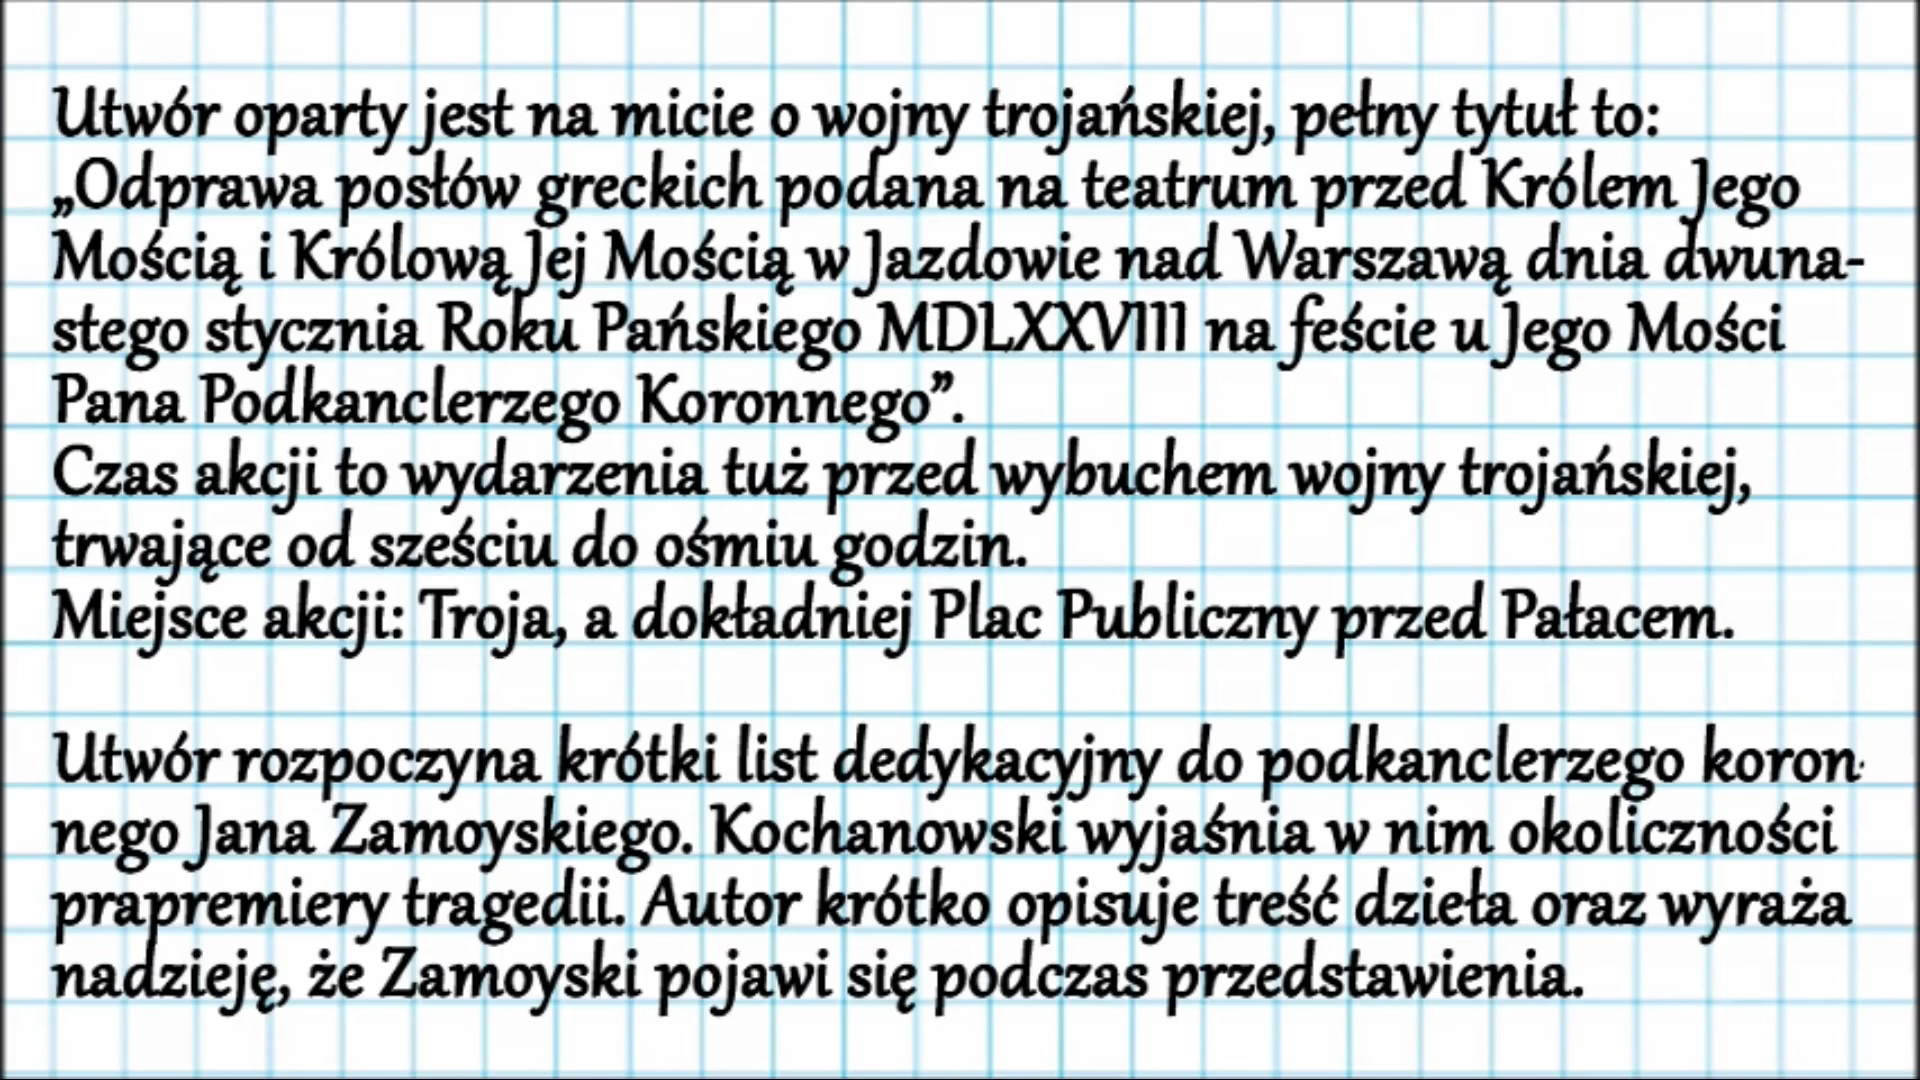 Utwór oparty jest na micie o wojny trojańskiej, pełny tytuł to:
„Odprawa posłów greckich podana na teatrum przed Królem Jego
Mością i Królową Jej Mością w Jazdowie nad Warszawą dnia dwuna-
stego stycznia Roku Pańskiego MDLXXVIII na feście u Jego Mości
Pana Podkanclerzego Koronnego”.
Czas akcji to wydarzenia tuż przed wybuchem wojny trojańskiej,
trwające od sześciu do ośmiu godzin.
Miejsce akcji: Troja, a dokładniej Plac Publiczny przed Pałacem.
Utwór rozpoczyna krótki list dedykacyjny do podkanclerzego koron-
nego Jana Zamoyskiego. Kochanowski wyjaśnia w nim okoliczności
prapremiery tragedii. Autor krótko opisuje treść dzieła oraz wyraża
nadzieję, że Zamoyski pojawi się podczas przedstawienia.